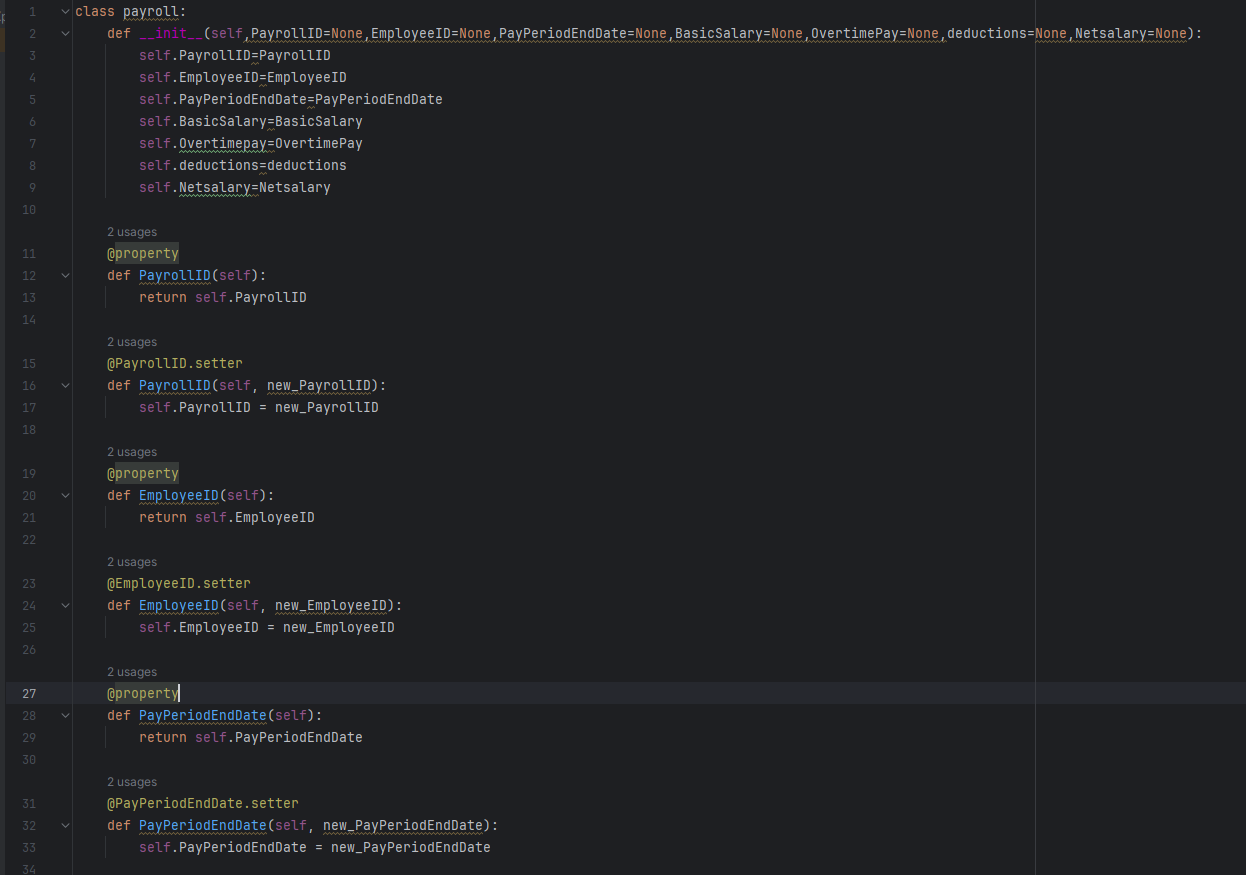 1 class payroll:
2 def __init__(self,PayrollID=None,EmployeeID=None,PayPeriodEndDate=None,BasicSalary=None,OvertimePay=None,deductions=None,Netsalary=None):
3 self.PayrollID=PayrollID
4 self.EmployeeID=EmployeeID
5 self.PayPeriodEndDate=PayPeriodEndDate
6 self.BasicSalary=BasicSalary
7 self.Overtimepay=OvertimePay
8 self.deductions=deductions
9 self.Netsalary=Netsalary
10
2 usages
11 @property
12 def PayrollID(self):
13 return self.PayrollID
14
2 usages
15 @PayrollID.setter
16 def PayrollID(self, new_PayrollID):
17 self.PayrollID = new_PayrollID
18
2 usages
19 @property
20 def EmployeeID(self):
21 return self.EmployeeID
22
2 usages
23 @EmployeeID.setter
24 def EmployeeID(self, new_EmployeeID):
25 self.EmployeeID = new_EmployeeID
26
2 usages
27 @property
28 def PayPeriodEndDate(self):
29 return self.PayPeriodEndDate
30
2 usages
31 @PayPeriodEndDate.setter
32 def PayPeriodEndDate(self, new_PayPeriodEndDate):
33 self.PayPeriodEndDate = new_PayPeriodEndDate
34